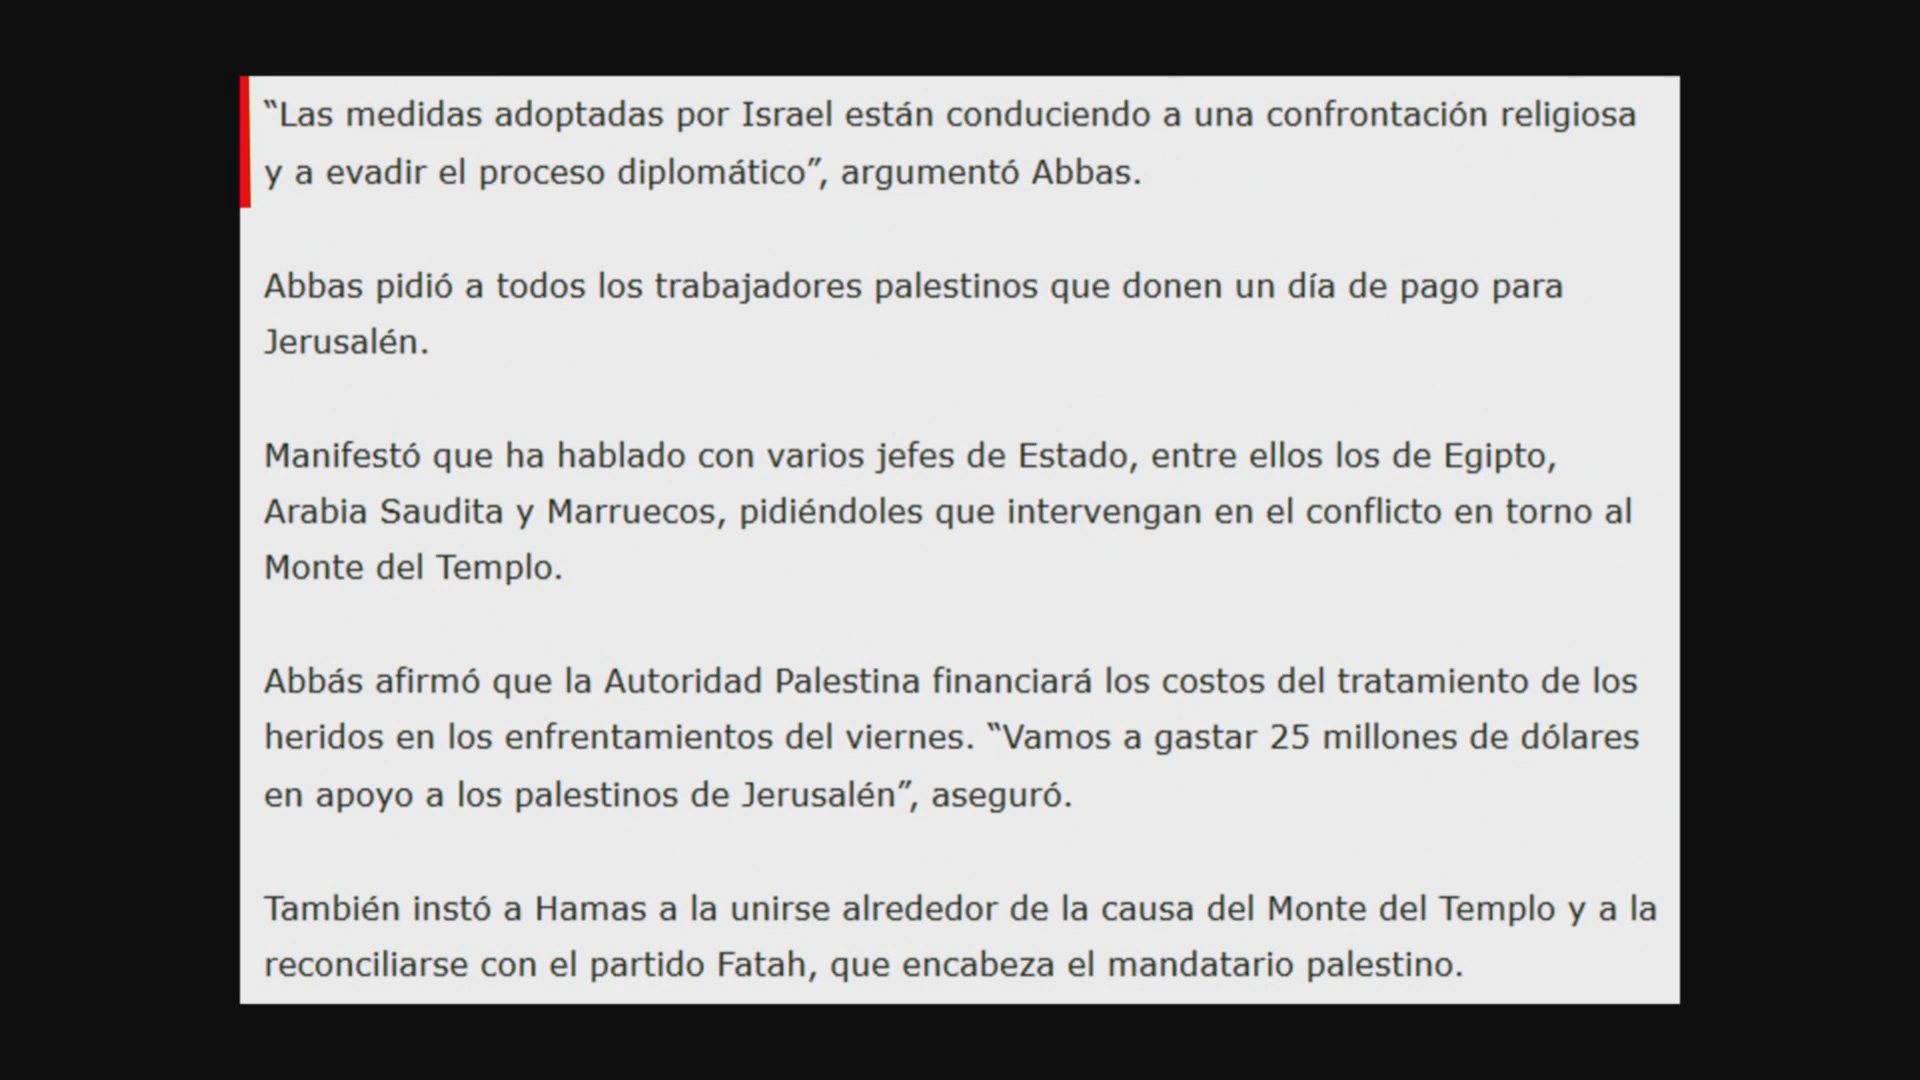 “Las medidas adoptadas por Israel están conduciendo a una confrontación religiosa
y a evadir el proceso diplomático”, argumentó Abbas.
Abbas pidió a todos los trabajadores palestinos que donen un día de pago para
Jerusalén.
Manifestó que ha hablado con varios jefes de Estado, entre ellos los de Egipto,
Arabia Saudita y Marruecos, pidiéndoles que intervengan en el conflicto en torno al
Monte del Templo.
Abbás afirmó que la Autoridad Palestina financiará los costos del tratamiento de los
heridos en los enfrentamientos del viernes. “Vamos a gastar 25 millones de dólares
en apoyo a los palestinos de Jerusalén”, aseguró.
También instó a Hamas a la unirse alrededor de la causa del Monte del Templo y a la
reconciliarse con el partido Fatah, que encabeza el mandatario palestino.